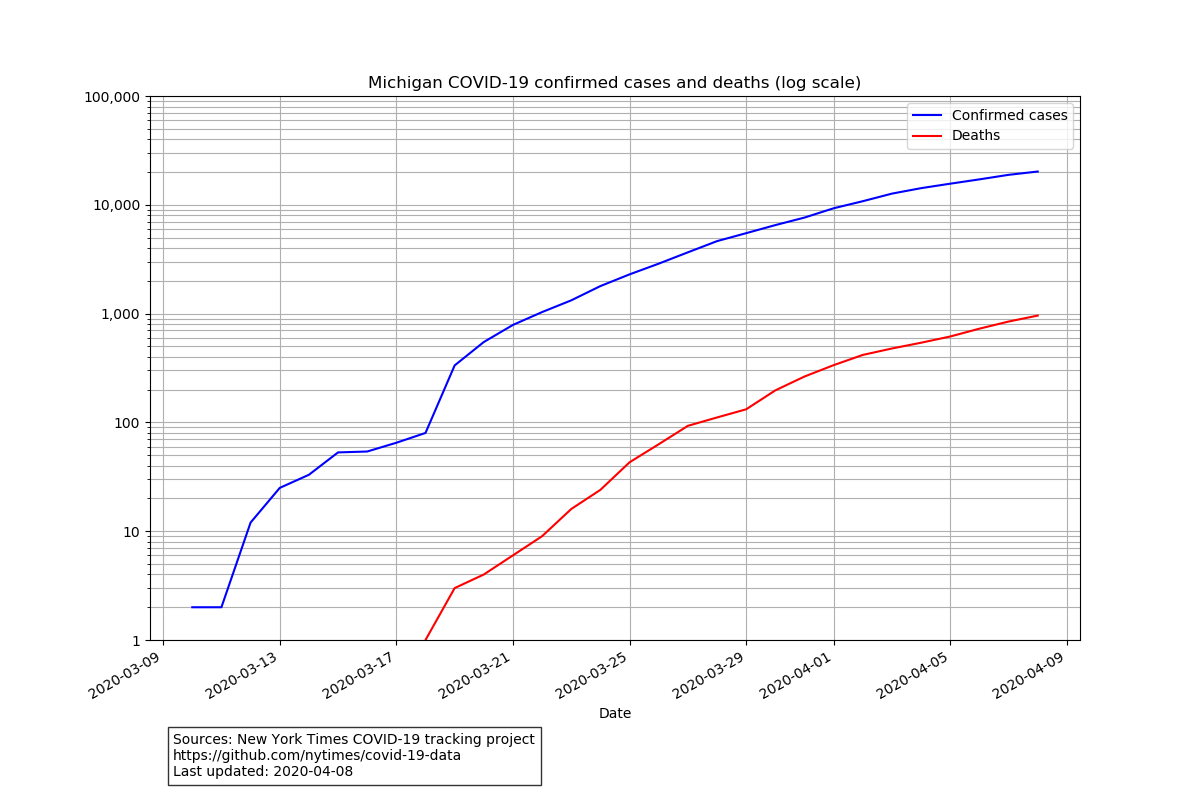 Michigan COVID-19 confirmed cases and deaths (log scale)
100,000
10,000
1,000
100
10
1
Confirmed cases
Deaths
2020-03-09
2020-03-13
2020-03-17
2020-03-21
2020-03-25
2020-03-29
2020-04-01
2020-04-05
2020-04-09
Date
Sources: New York Times COVID-19 tracking project
https://github.com/nytimes/covid-19-data
Last updated: 2020-04-08